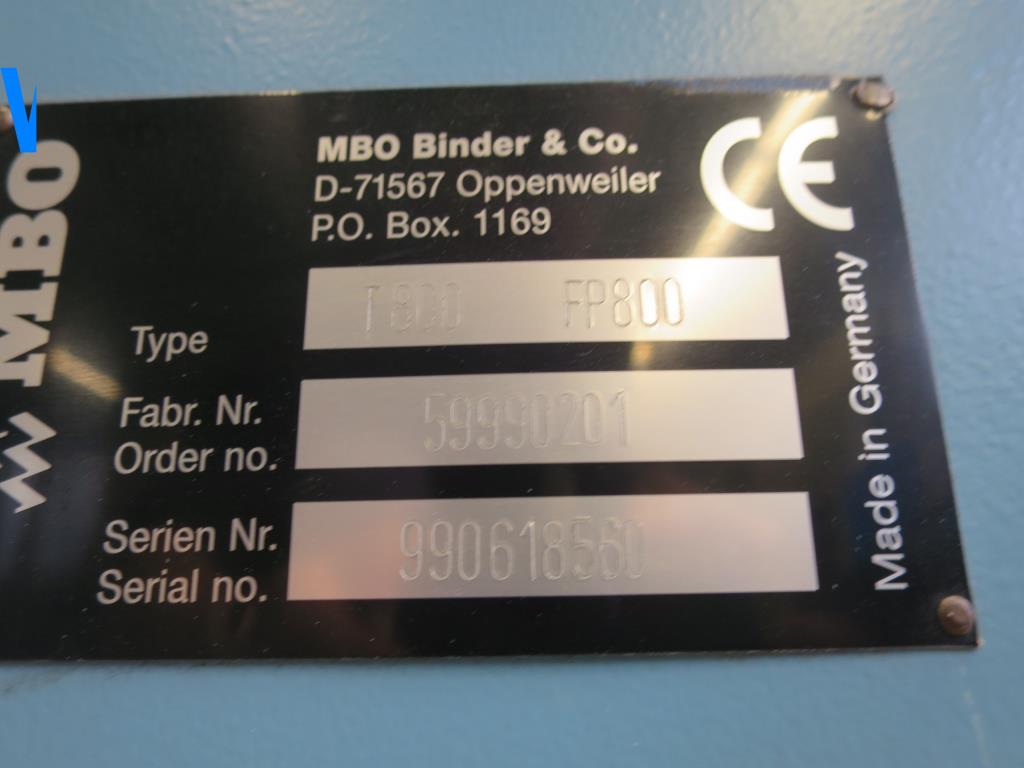 MBO
MBO Binder & Co.
D-71567 Oppenweiler
P.O. Box. 1169
CE
Type T800 FP800
Fabr. Nr.
Order no. 59990201
Serien Nr.
Serial no. 990618560
Made in Germany